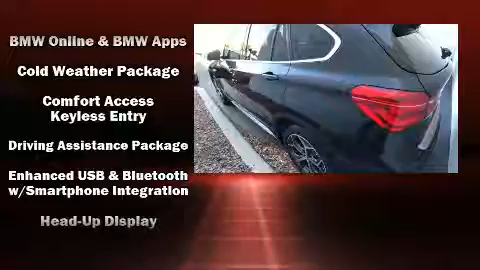 BMW Online & BMW Apps
Cold Weather Package
Comfort Access
Keyless Entry
Driving Assistance Package
Enhanced USB & Bluetooth
w/Smartphone Integration
Head-Up Display